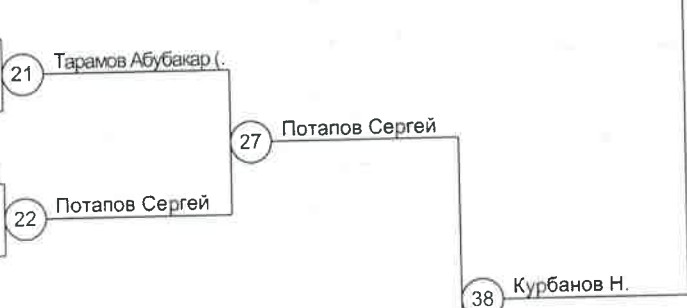 21 Тарамов Абубакар (.
27 Потапов Сергей
22 Потапов Сергей
38 Курбанов Н.